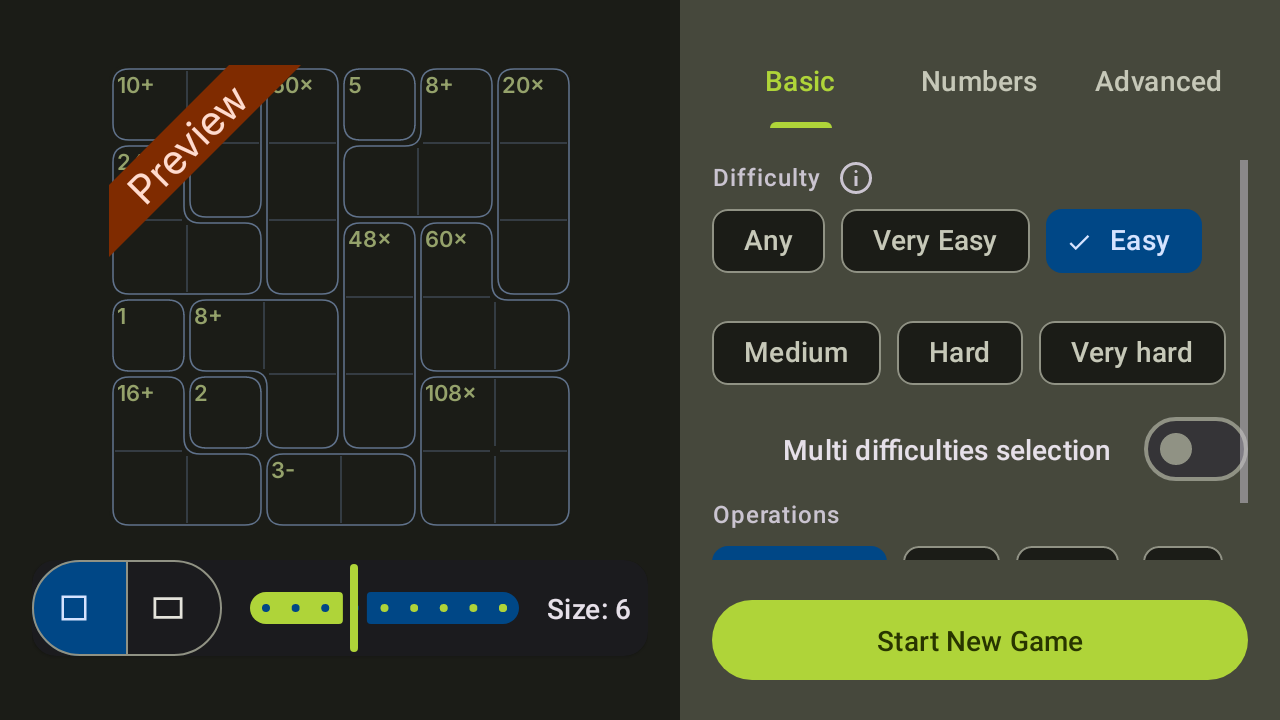 10+ 5 8+ 20×
Preview
48× 60×
1 8+
16+ 2 108×
3-
Size: 6
Basic Numbers Advanced
Difficulty
Any Very Easy Easy
Medium Hard Very hard
Multi difficulties selection
Operations
Start New Game